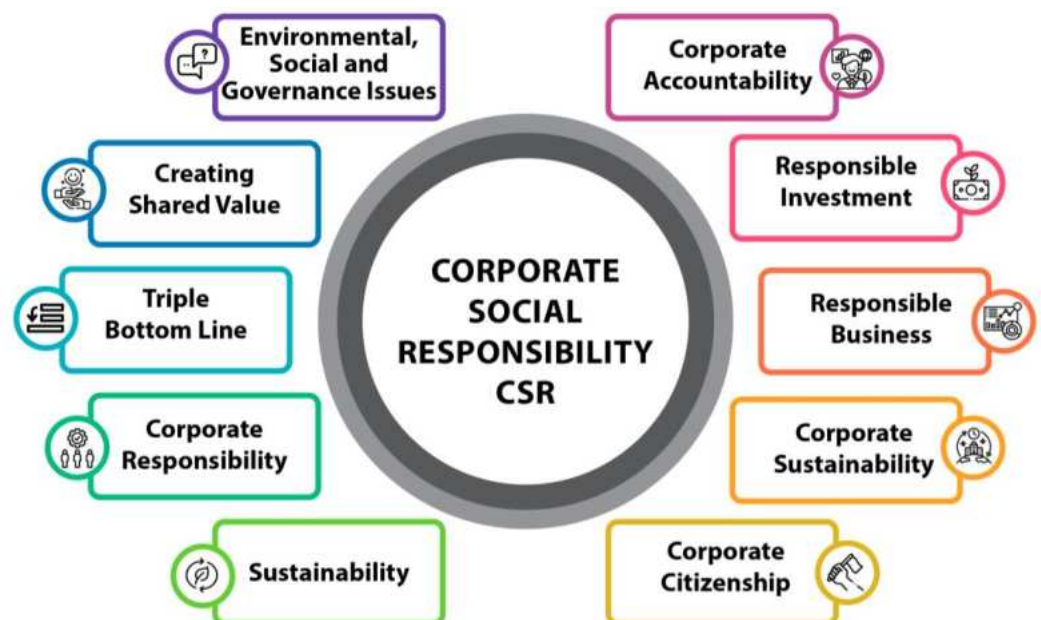 Environmental,
Social and
Governance Issues
Creating
Shared Value
Triple
Bottom Line
Corporate
Responsibility
Sustainability
CORPORATE
SOCIAL
RESPONSIBILITY
CSR
Corporate
Accountability
Responsible
Investment
Responsible
Business
Corporate
Sustainability
Corporate
Citizenship